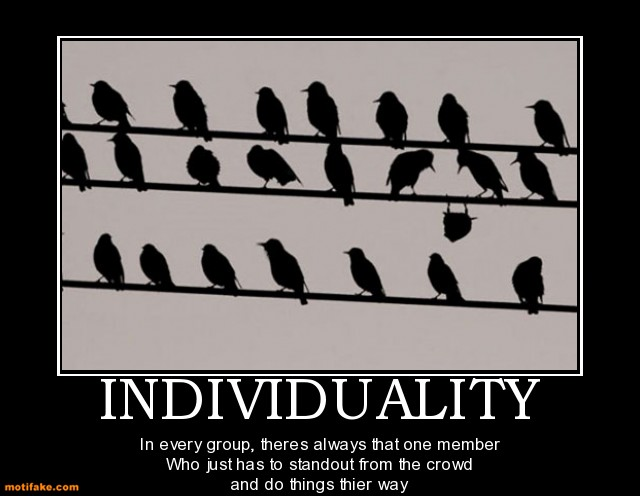 INDIVIDUALITY
In every group, theres always that one member
Who just has to standout from the crowd
and do things thier way
motifake.com